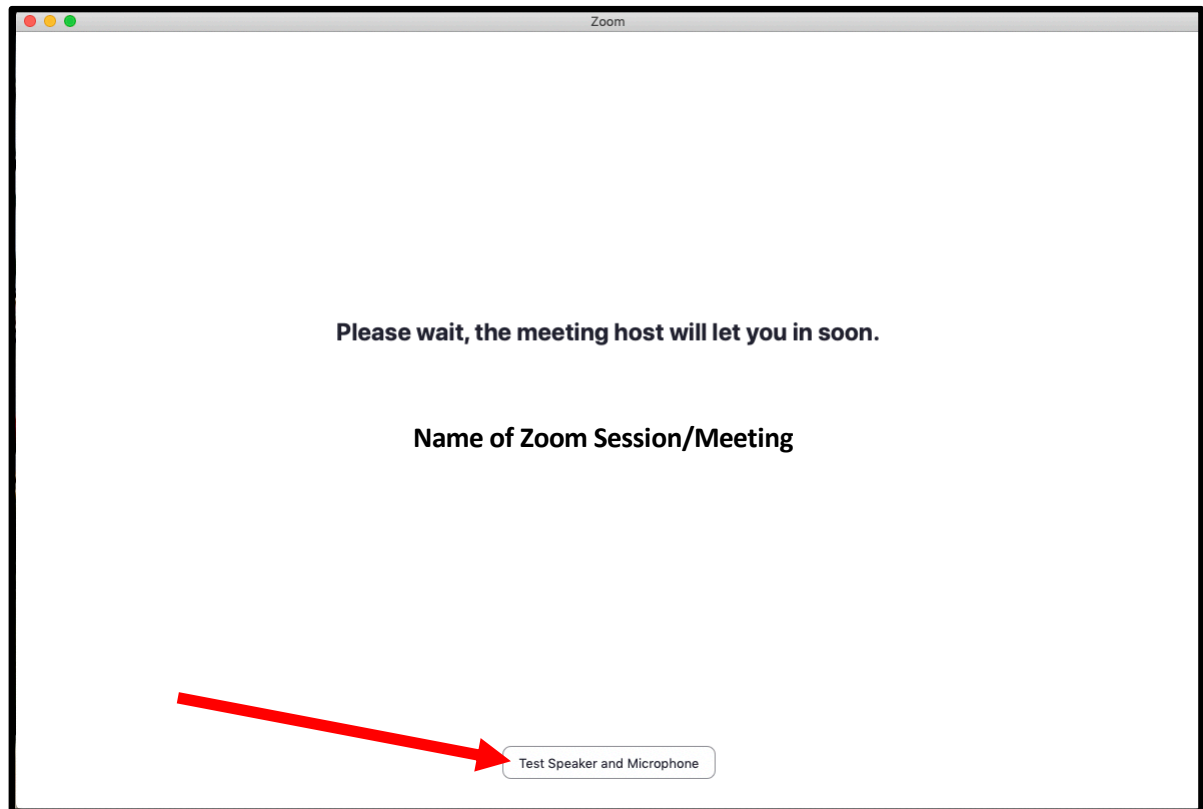 Zoom
Please wait, the meeting host will let you in soon.
Name of Zoom Session/Meeting
Test Speaker and Microphone